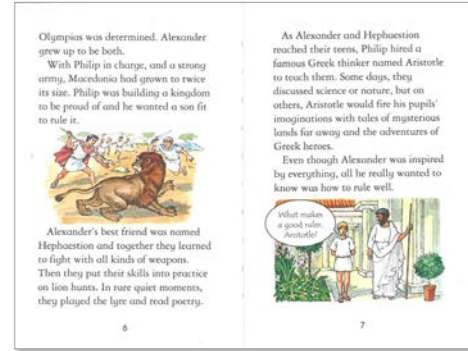 Olympias was determined. Alexander
grew up to be both.
With Philip in charge, and a strong
army, Macedonia had grown to twice
its size. Philip was building a kingdom
to be proud of and he wanted a son fit
to rule it.
Alexander's best friend was named
Hephaestion and together they learned
to fight with all kinds of weapons.
Then they put their skills into practice
on lion hunts. In rare quiet moments,
they played the lyre and read poetry.
6
As Alexander and Hephaestion
reached their teens, Philip hired a
famous Greek thinker named Aristotle
to teach them. Some days, they
discussed science or nature, but on
others, Aristotle would fire his pupils'
imaginations with tales of mysterious
lands far away and the adventures of
Greek heroes.
Even though Alexander was inspired
by everything, all he really wanted to
know was how to rule well.
What makes
a good ruler,
Aristotle?
7